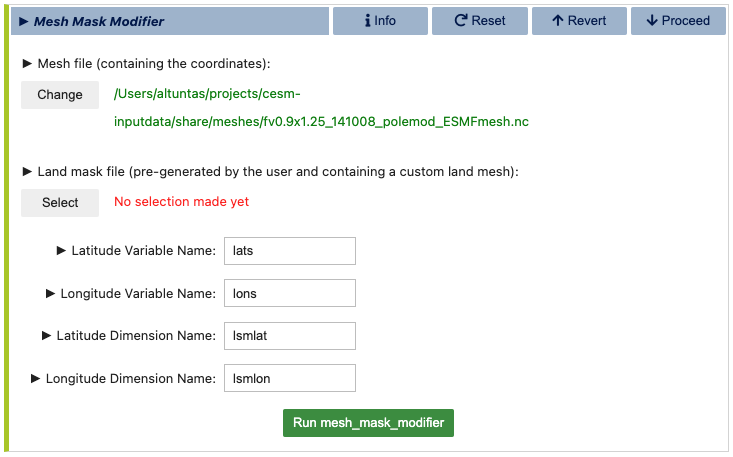 ▶ Mesh Mask Modifier
Info
Reset
Revert
Proceed
▶ Mesh file (containing the coordinates):
Change
/Users/altuntas/projects/cesm-
inputdata/share/meshes/fv0.9x1.25_141008_polemod_ESMFmesh.nc
▶ Land mask file (pre-generated by the user and containing a custom land mesh):
Select
No selection made yet
▶ Latitude Variable Name: lats
▶ Longitude Variable Name: lons
▶ Latitude Dimension Name: lsmlat
▶ Longitude Dimension Name: lsmlon
Run mesh_mask_modifier